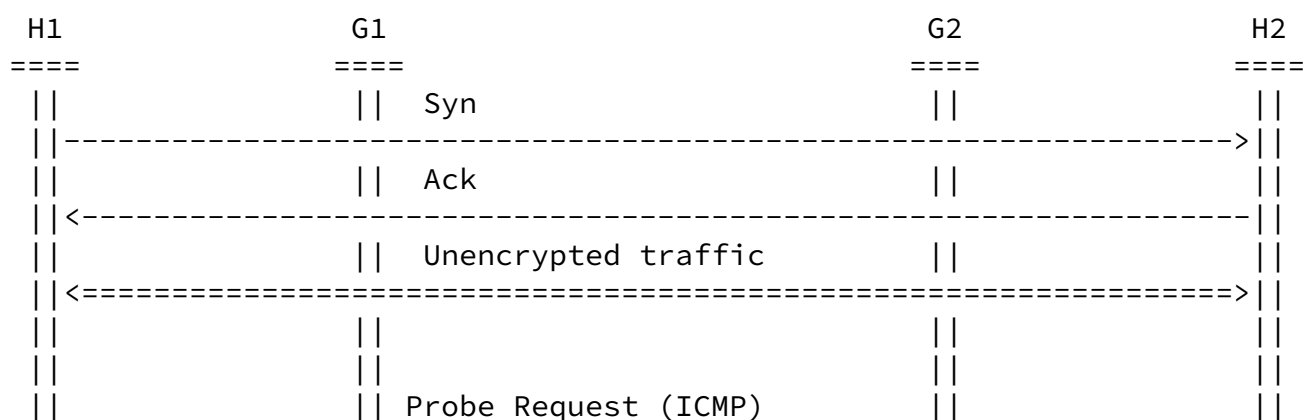 H1                G1                              G2                H2
====              ====                            ====              ====
 ||                ||  Syn                         ||                ||
 ||----------------------------------------------------------------->||
 ||                ||  Ack                         ||                ||
 ||<-----------------------------------------------------------------||
 ||                ||  Unencrypted traffic         ||                ||
 ||<================================================================>||
 ||                ||                              ||                ||
 ||                ||                              ||                ||
 ||                || Probe Request (ICMP)         ||                ||